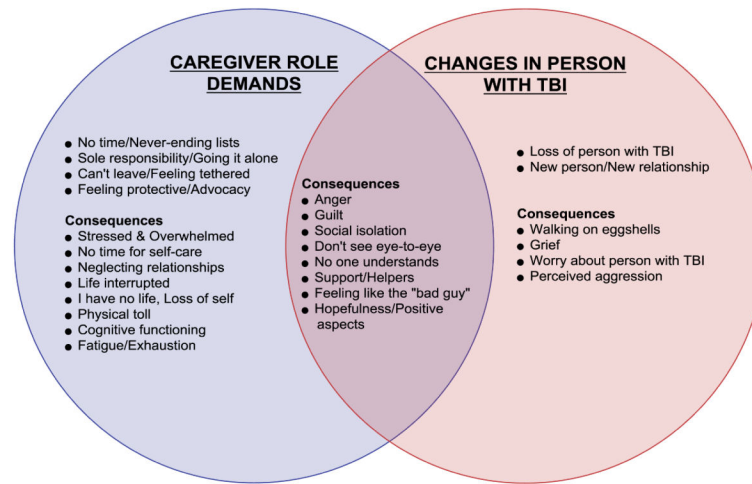 CAREGIVER ROLE
DEMANDS
● No time/Never-ending lists
● Sole responsibility/Going it alone
● Can't leave/Feeling tethered
● Feeling protective/Advocacy
Consequences
● Stressed & Overwhelmed
● No time for self-care
● Neglecting relationships
● Life interrupted
● I have no life, Loss of self
● Physical toll
● Cognitive functioning
● Fatigue/Exhaustion
Consequences
● Anger
● Guilt
● Social isolation
● Don't see eye-to-eye
● No one understands
● Support/Helpers
● Feeling like the "bad guy"
● Hopefulness/Positive
aspects
CHANGES IN PERSON
WITH TBI
● Loss of person with TBI
● New person/New relationship
Consequences
● Walking on eggshells
● Grief
● Worry about person with TBI
● Perceived aggression